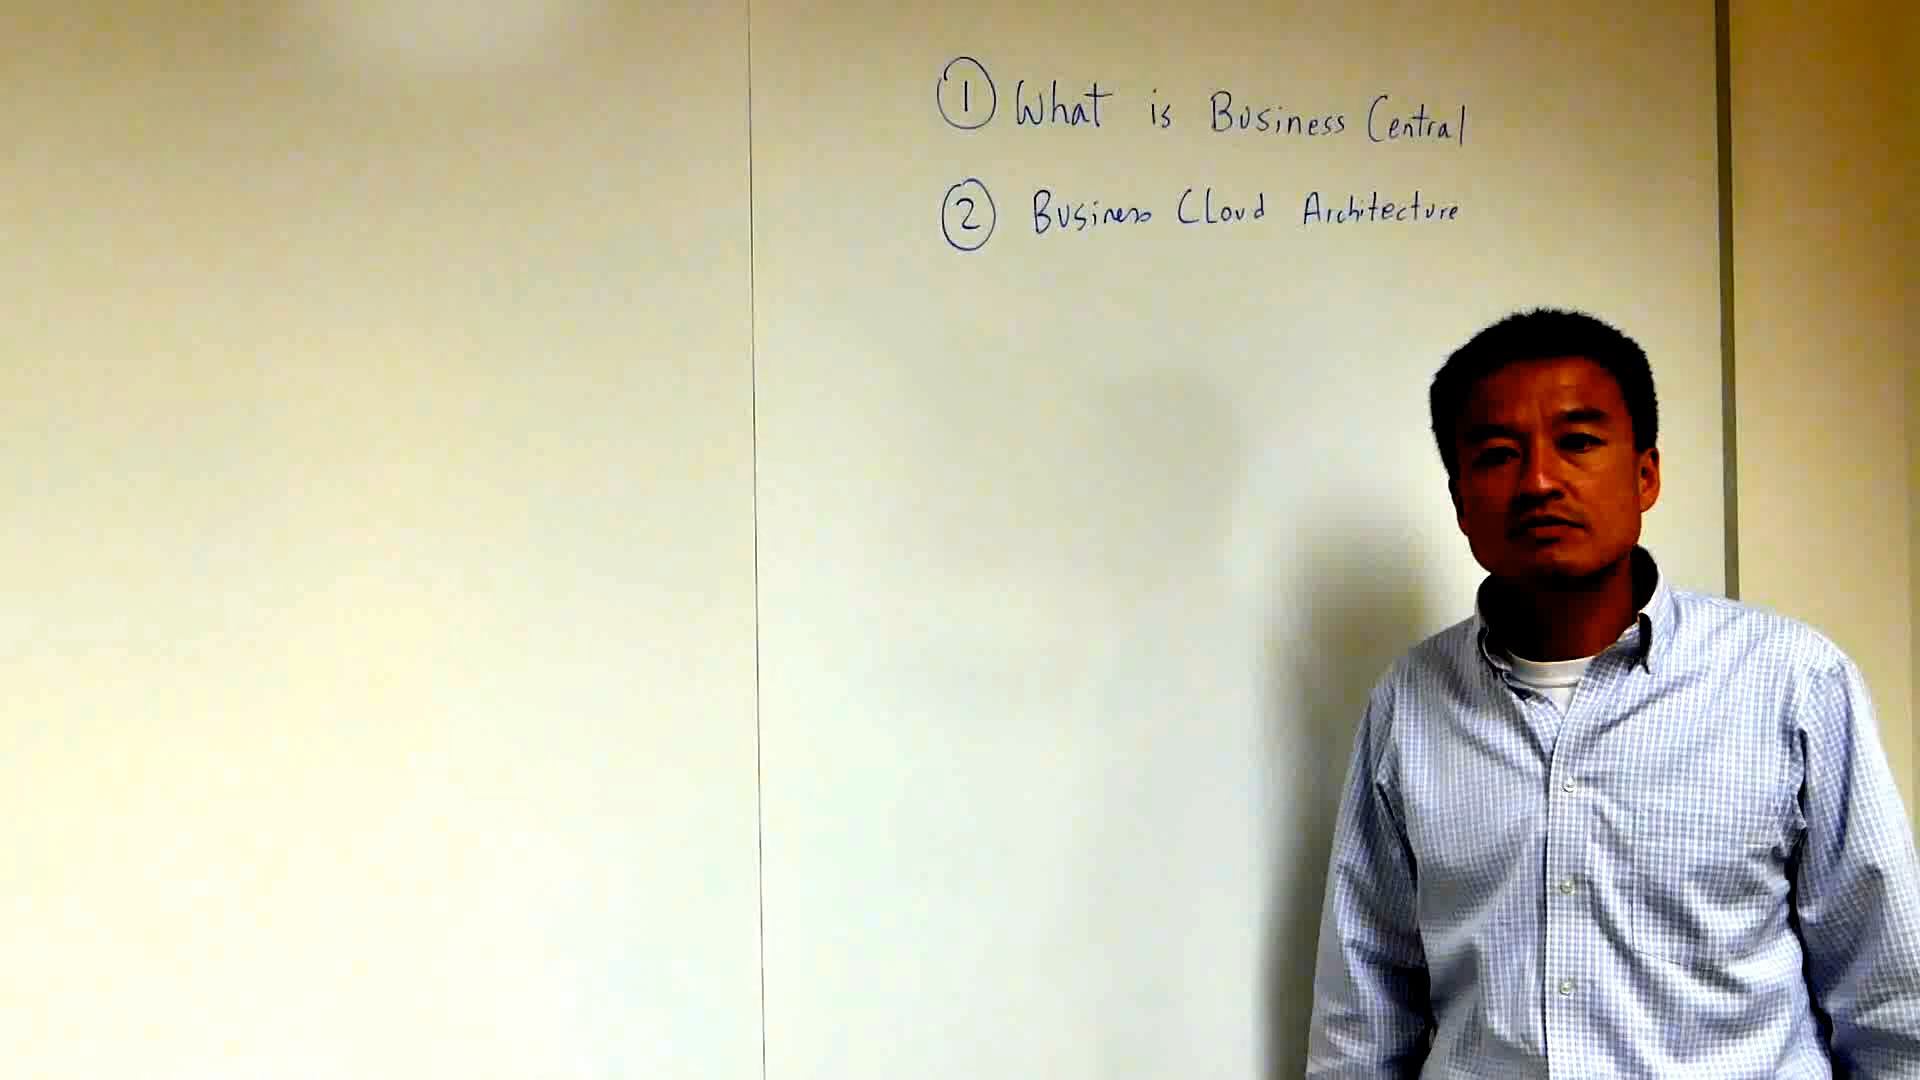 ① What is Business Central
② Business Cloud Architecture